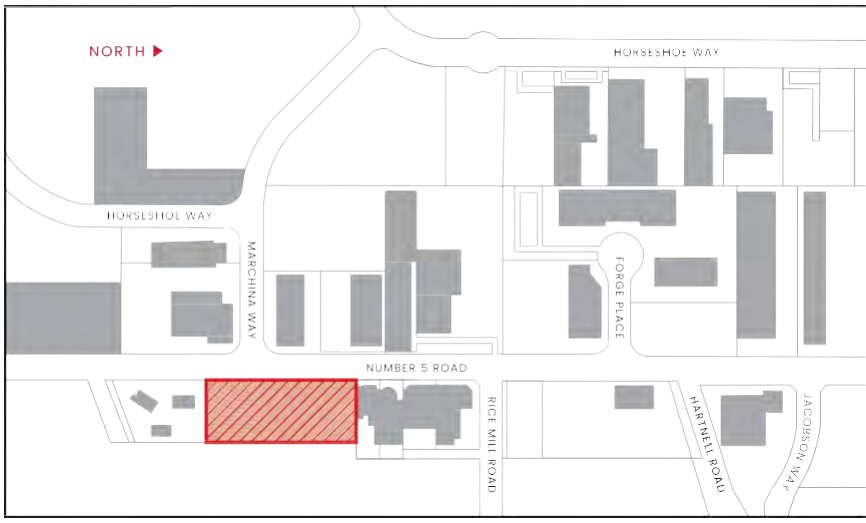 NORTH
HORSESHOE WAY
HORSESHOE WAY
MARCHINA WAY
FORGE PLACE
NUMBER 5 ROAD
RICE MILL ROAD
HARTNELL ROAD
JACOBSON WAY